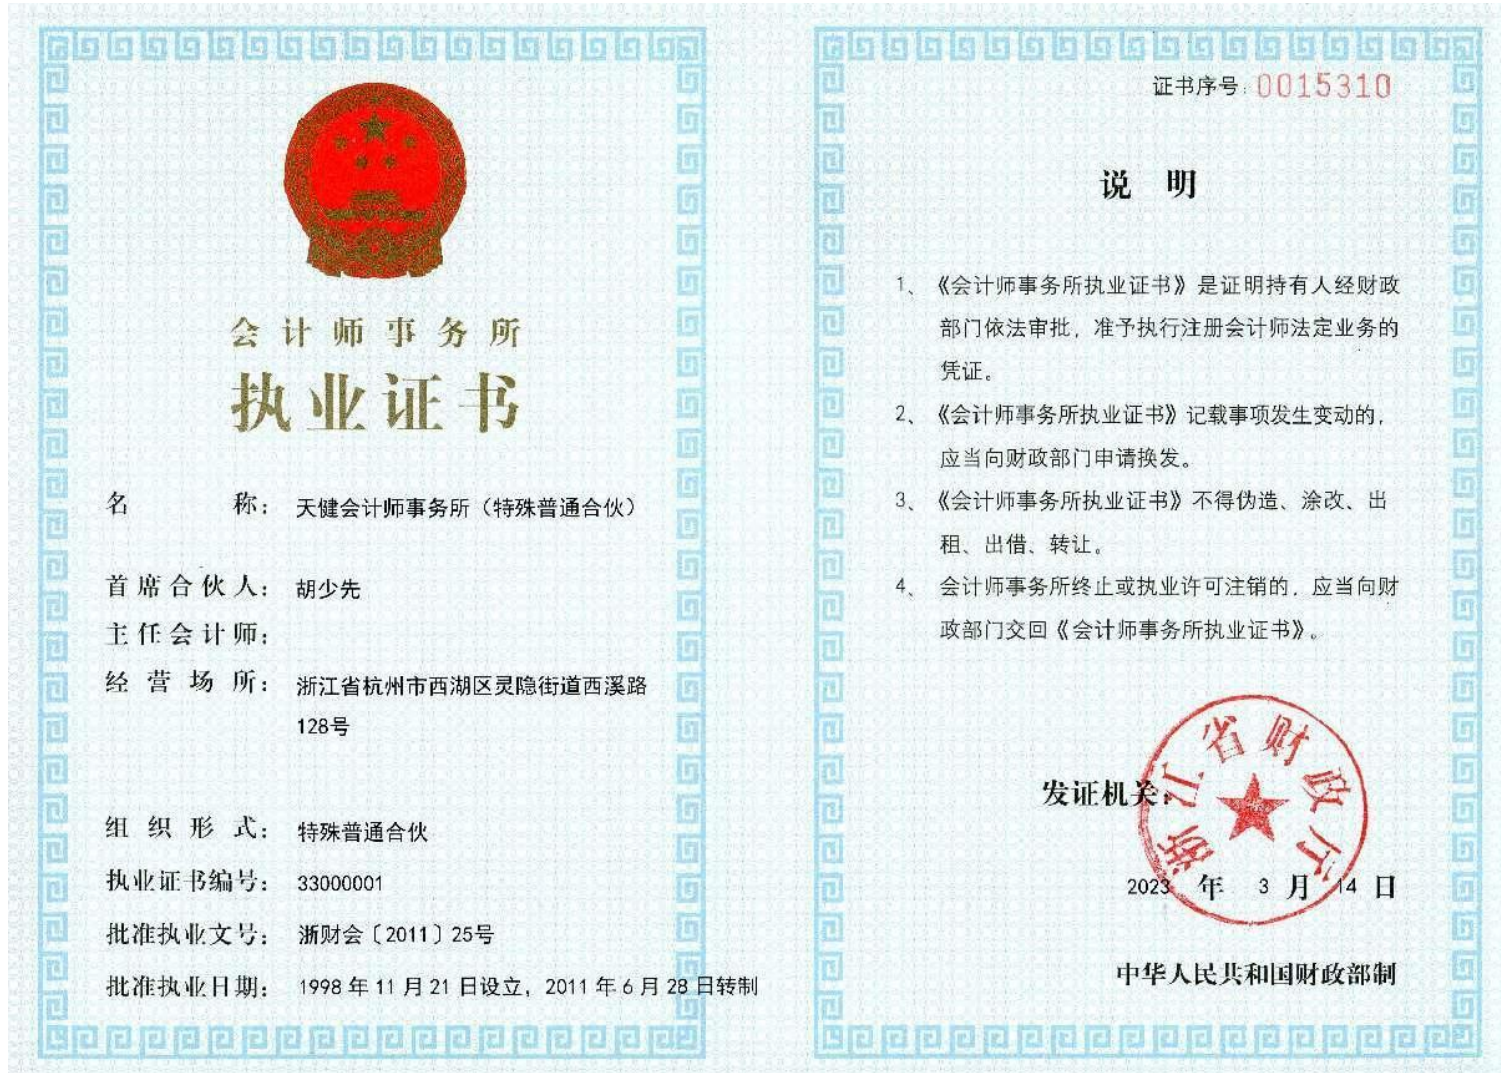 会计师事务所
执业证书
名 称： 天健会计师事务所（特殊普通合伙）
首席合伙人： 胡少先
主任会计师：
经营场所： 浙江省杭州市西湖区灵隐街道西溪路
128号
组织形式： 特殊普通合伙
执业证书编号： 33000001
批准执业文号： 浙财会〔2011〕25号
批准执业日期： 1998年11月21日设立，2011年6月28日转制
证书序号：0015310
说 明
1、《会计师事务所执业证书》是证明持有人经财政
部门依法审批，准予执行注册会计师法定业务的
凭证。
2、《会计师事务所执业证书》记载事项发生变动的，
应当向财政部门申请换发。
3、《会计师事务所执业证书》不得伪造、涂改、出
租、出借、转让。
4、 会计师事务所终止或执业许可注销的，应当向财
政部门交回《会计师事务所执业证书》。
浙江省财政厅
发证机关：
2023 年 3 月 14 日
中华人民共和国财政部制